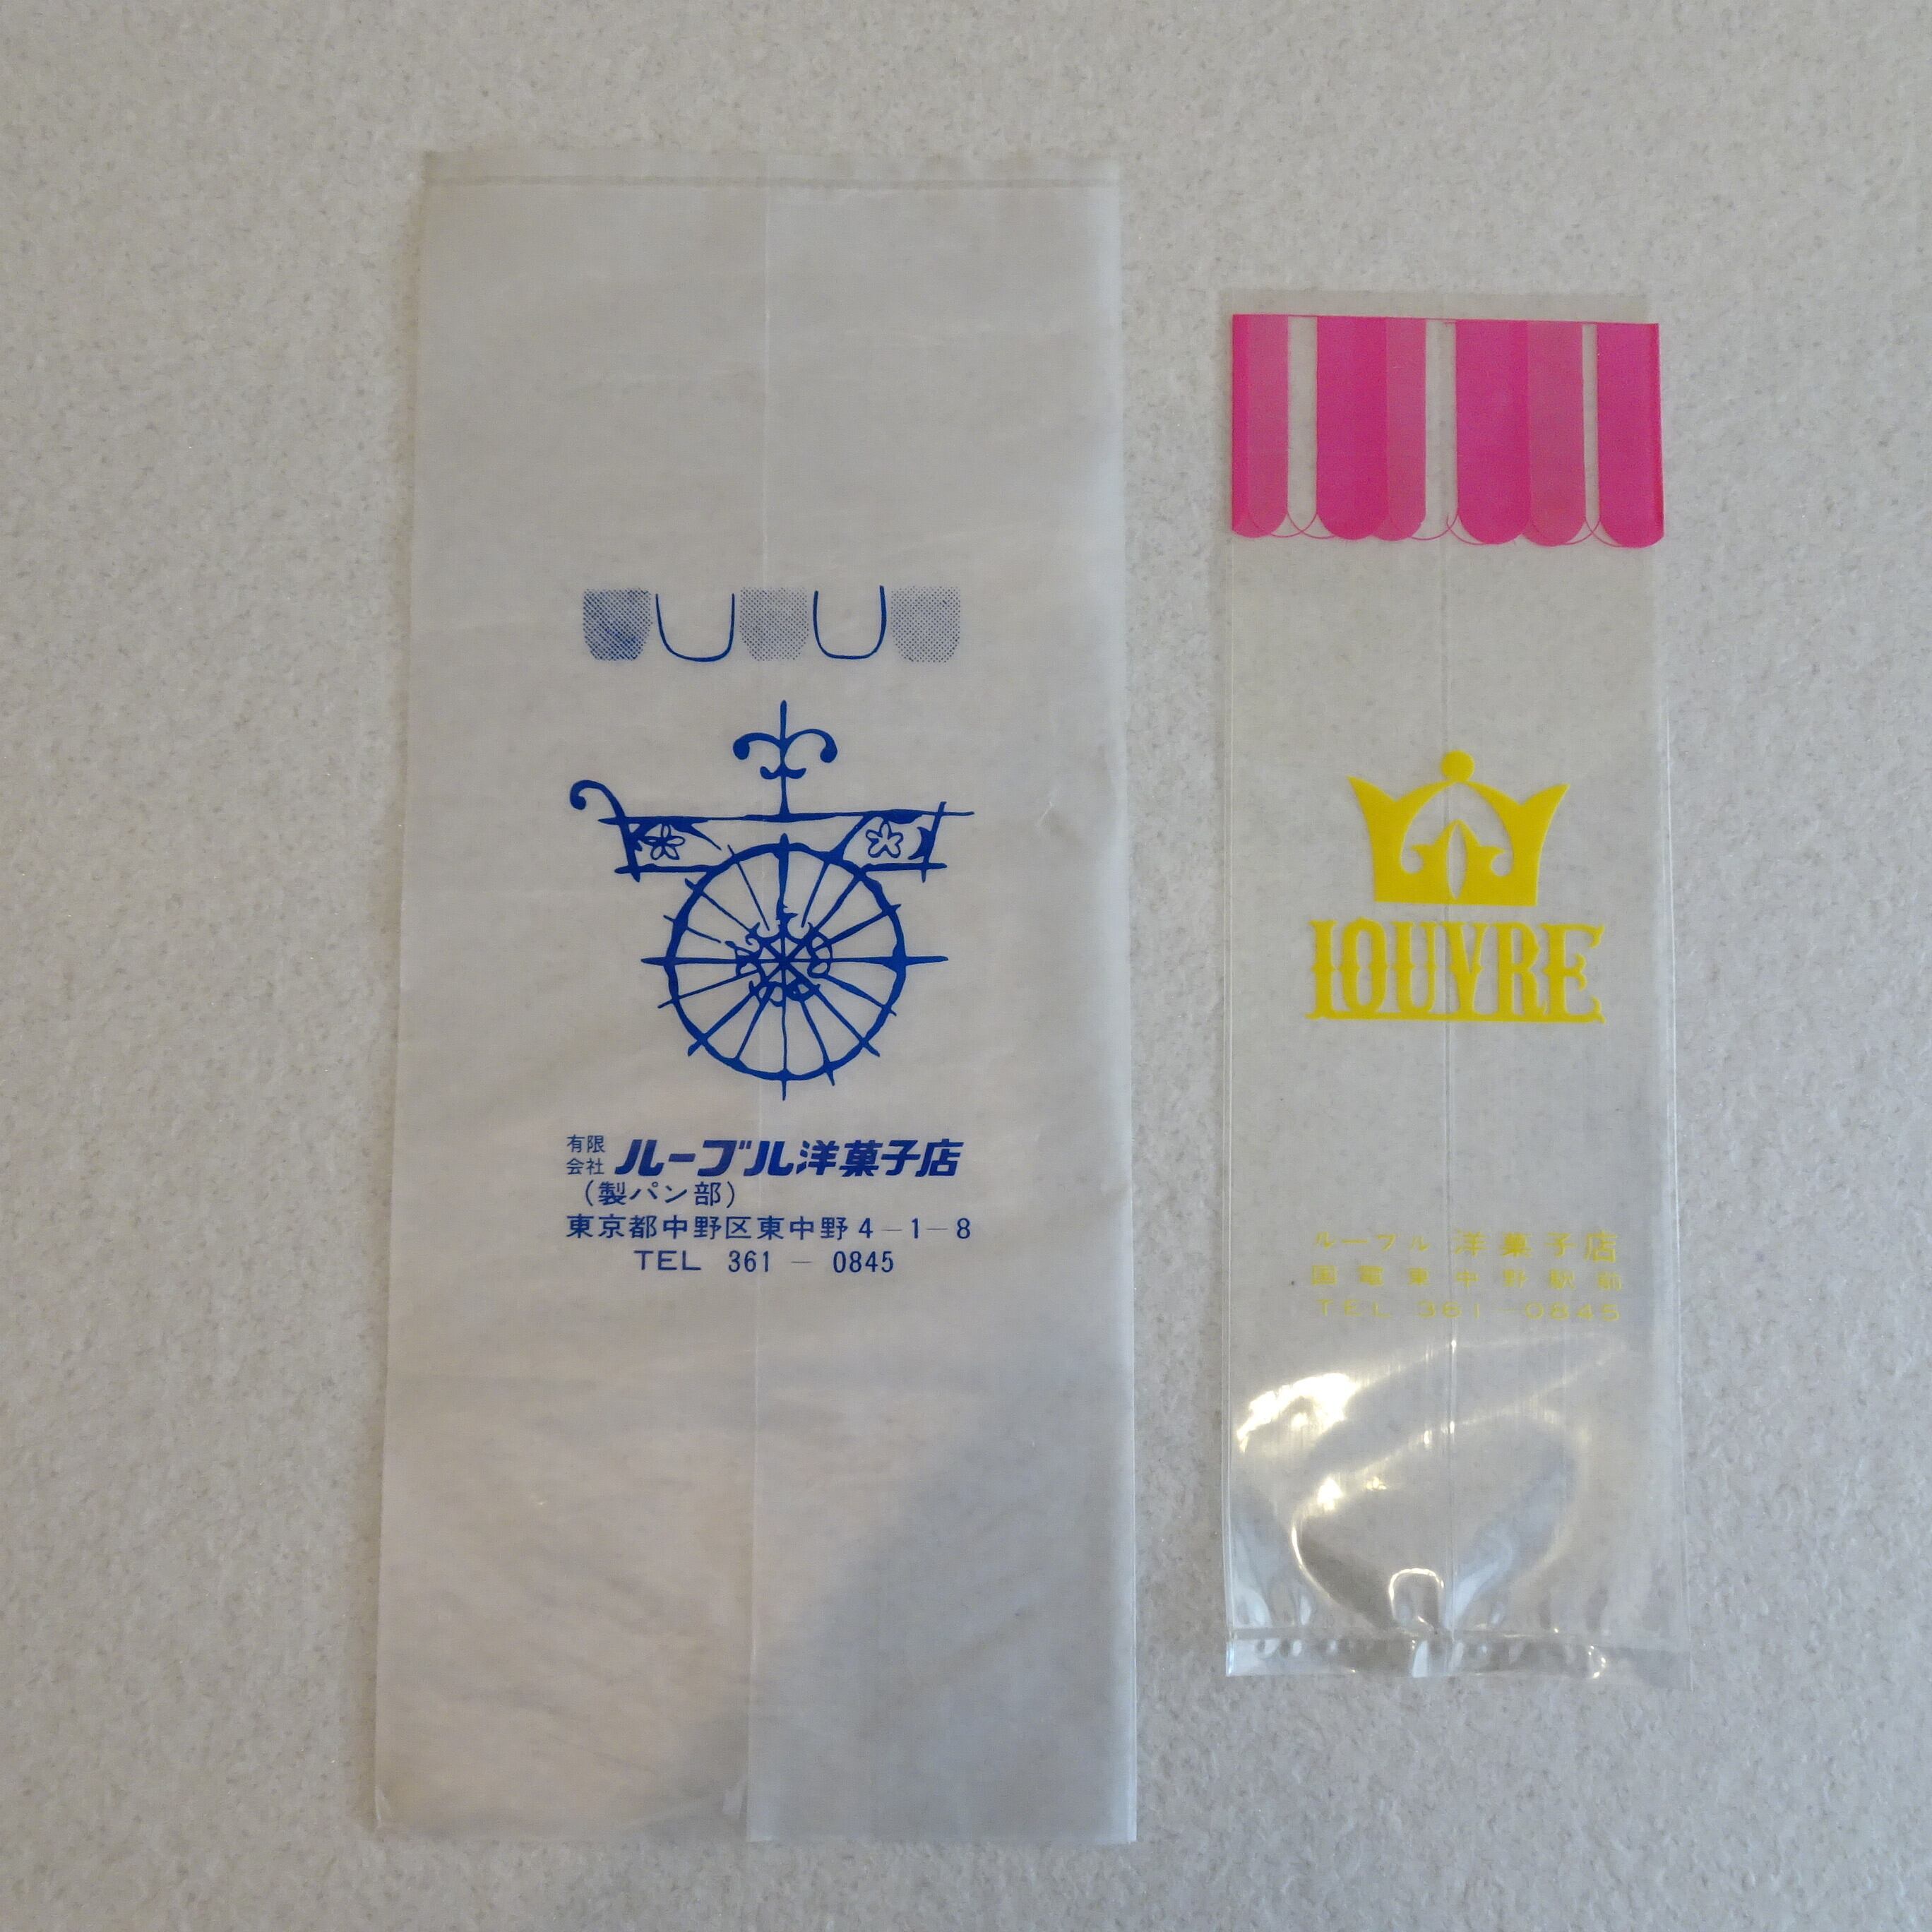 有限会社 ルーブル洋菓子店
(製パン部)
東京都中野区東中野4-1-8
TEL 361-0845
LOUVRE
ルーブル 洋菓子店
国電東中野駅前
TEL 361-0845